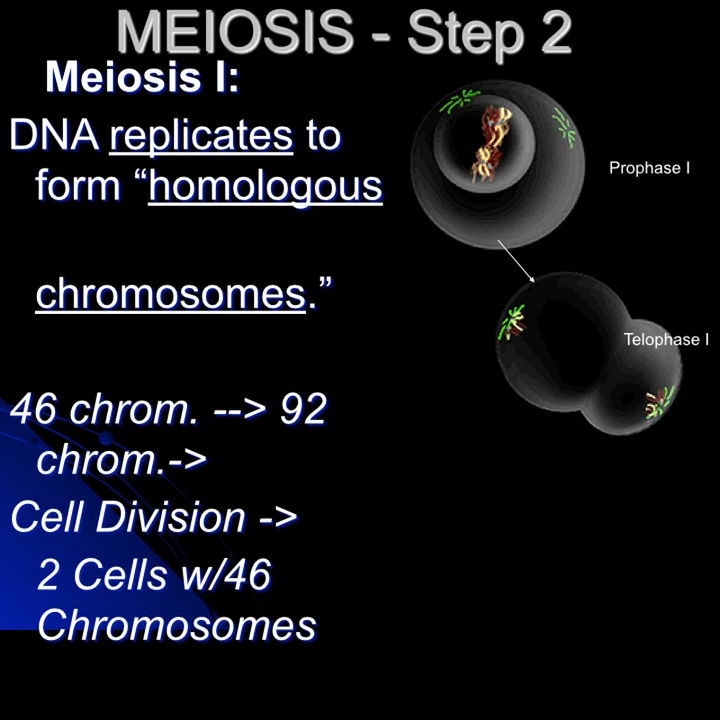 MEIOSIS - Step 2
Meiosis I:
DNA replicates to
form “homologous
chromosomes.”
46 chrom. --> 92
chrom.->
Cell Division ->
2 Cells w/46
Chromosomes
Prophase I
Telophase I